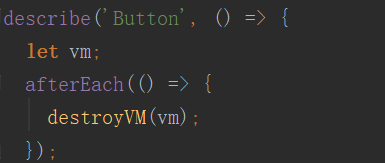 describe('Button', () => {
  let vm;
  afterEach(() => {
    destroyVM(vm);
  });